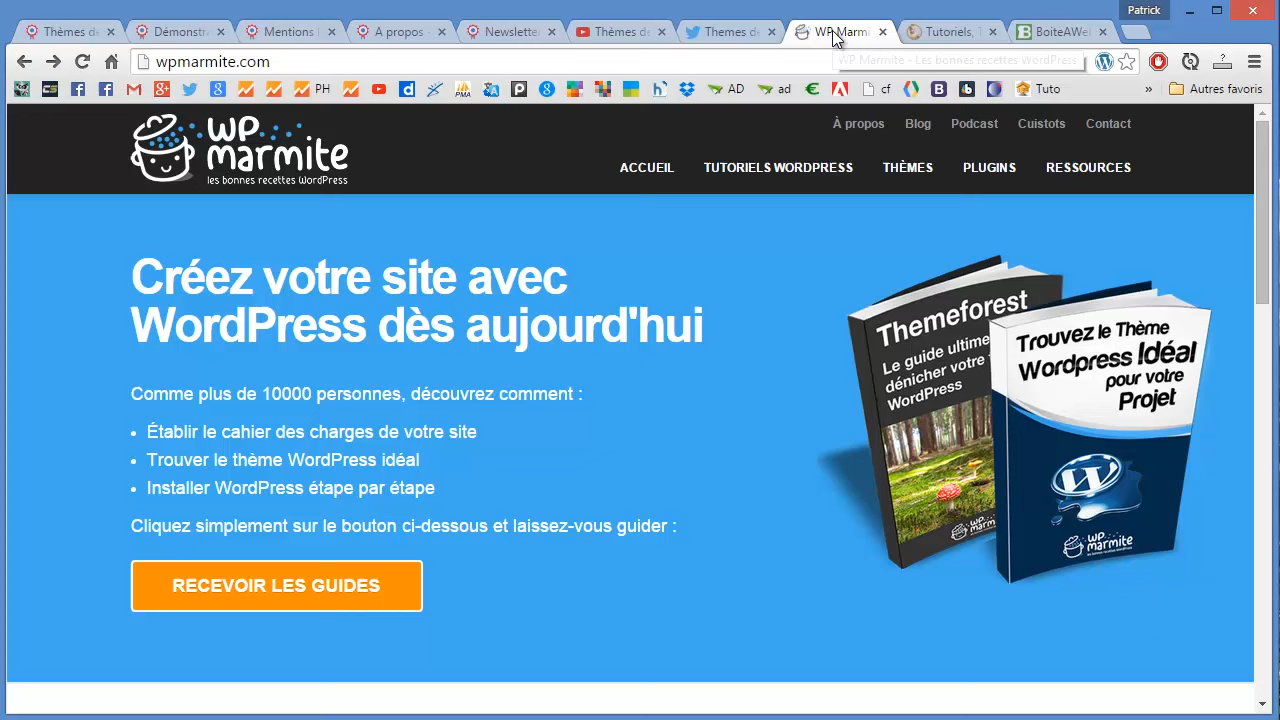 Patrick
Thèmes de
Démonstra
Mentions
A propos -
Newsletter
Thèmes de
Themes de
WP Marmi
Tutoriels, T
BoiteAWeb
wpmarmite.com
WP Marmite - Les bonnes recettes WordPress
PH
AD
ad
cf
Tuto
»
Autres favoris
wp marmite
les bonnes recettes WordPress
À propos
Blog
Podcast
Cuistots
Contact
ACCUEIL
TUTORIELS WORDPRESS
THÈMES
PLUGINS
RESSOURCES
Créez votre site avec
WordPress dès aujourd'hui
Comme plus de 10000 personnes, découvrez comment :
• Établir le cahier des charges de votre site
• Trouver le thème WordPress idéal
• Installer WordPress étape par étape
Cliquez simplement sur le bouton ci-dessous et laissez-vous guider :
RECEVOIR LES GUIDES
Themeforest
Le guide ultime
dénicher votre
WordPress
wp marm
Trouvez le Thème
Wordpress Idéal
pour votre
Projet
wp marmite